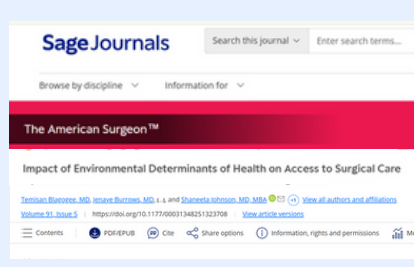 Sage Journals
Search this journal
Enter search terms...
Browse by discipline
Information for
The American Surgeon™
Impact of Environmental Determinants of Health on Access to Surgical Care
MD, Jenaye Burrows, MD, and Shaneeta Johnson, MD, MBA View all authors and affiliations
Volume 91, Issue 5 | https://doi.org/10.1177/00031348251323708 | View article versions
Contents PDF/EPUB Cite Share options Information, rights and permissions